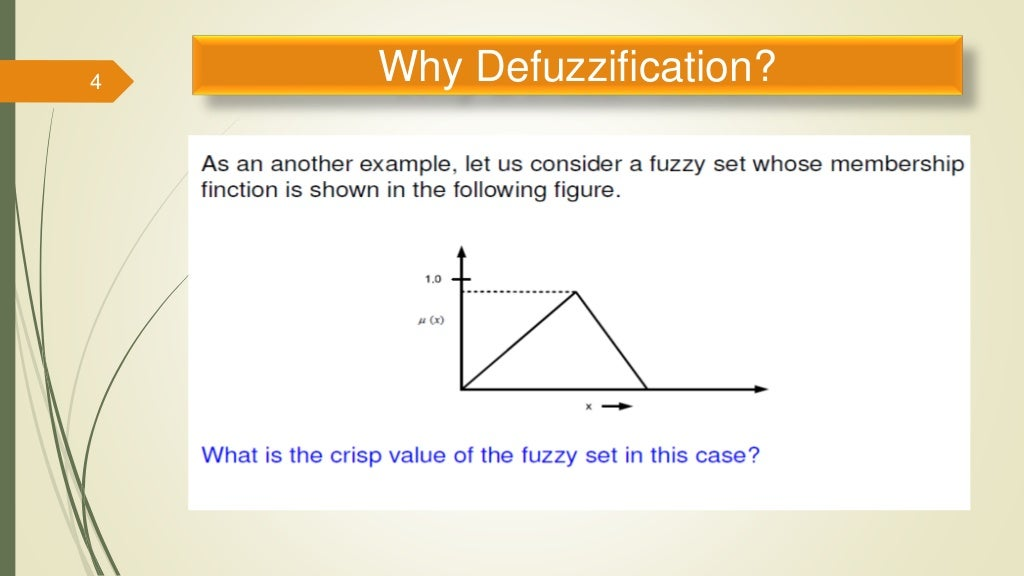 Why Defuzzification?
4
As an another example, let us consider a fuzzy set whose membership
finction is shown in the following figure.
1.0
μ (x)
x
What is the crisp value of the fuzzy set in this case?